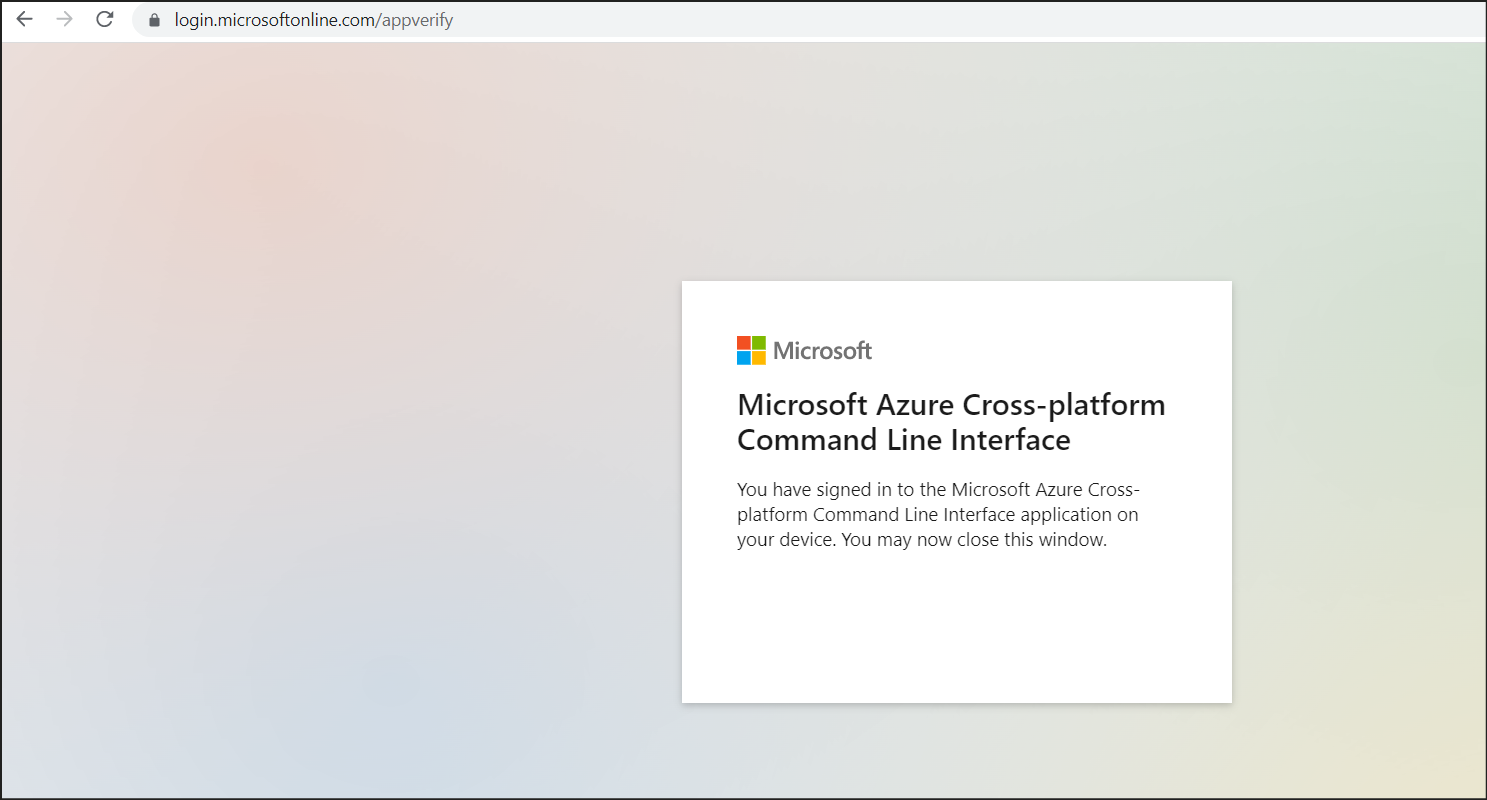 login.microsoftonline.com/appverify
Microsoft
Microsoft Azure Cross-platform
Command Line Interface
You have signed in to the Microsoft Azure Cross-
platform Command Line Interface application on
your device. You may now close this window.